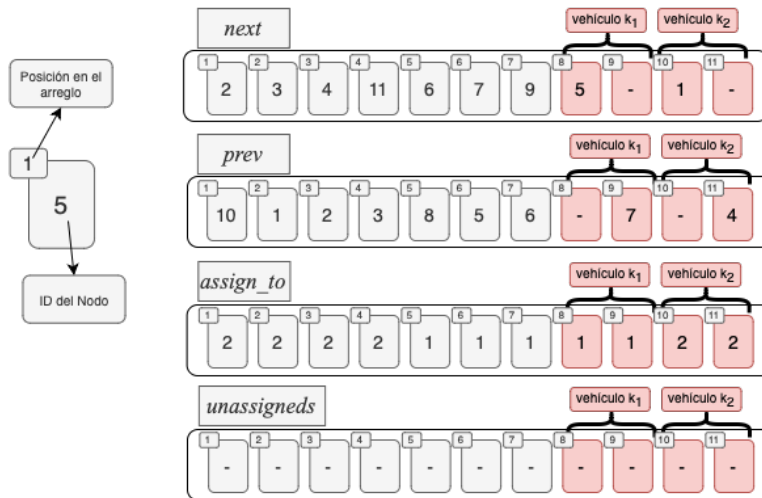 Posición en el
arreglo
1
5
ID del Nodo
next
vehículo k1
vehículo k2
1 2 3 4 5 6 7 8 9 10 11
2 3 4 11 6 7 9 5 - 1 -
prev
vehículo k1
vehículo k2
1 2 3 4 5 6 7 8 9 10 11
10 1 2 3 8 5 6 - 7 - 4
assign_to
vehículo k1
vehículo k2
1 2 3 4 5 6 7 8 9 10 11
2 2 2 2 1 1 1 1 1 2 2
unassigneds
vehículo k1
vehículo k2
1 2 3 4 5 6 7 8 9 10 11
- - - - - - - - - - -